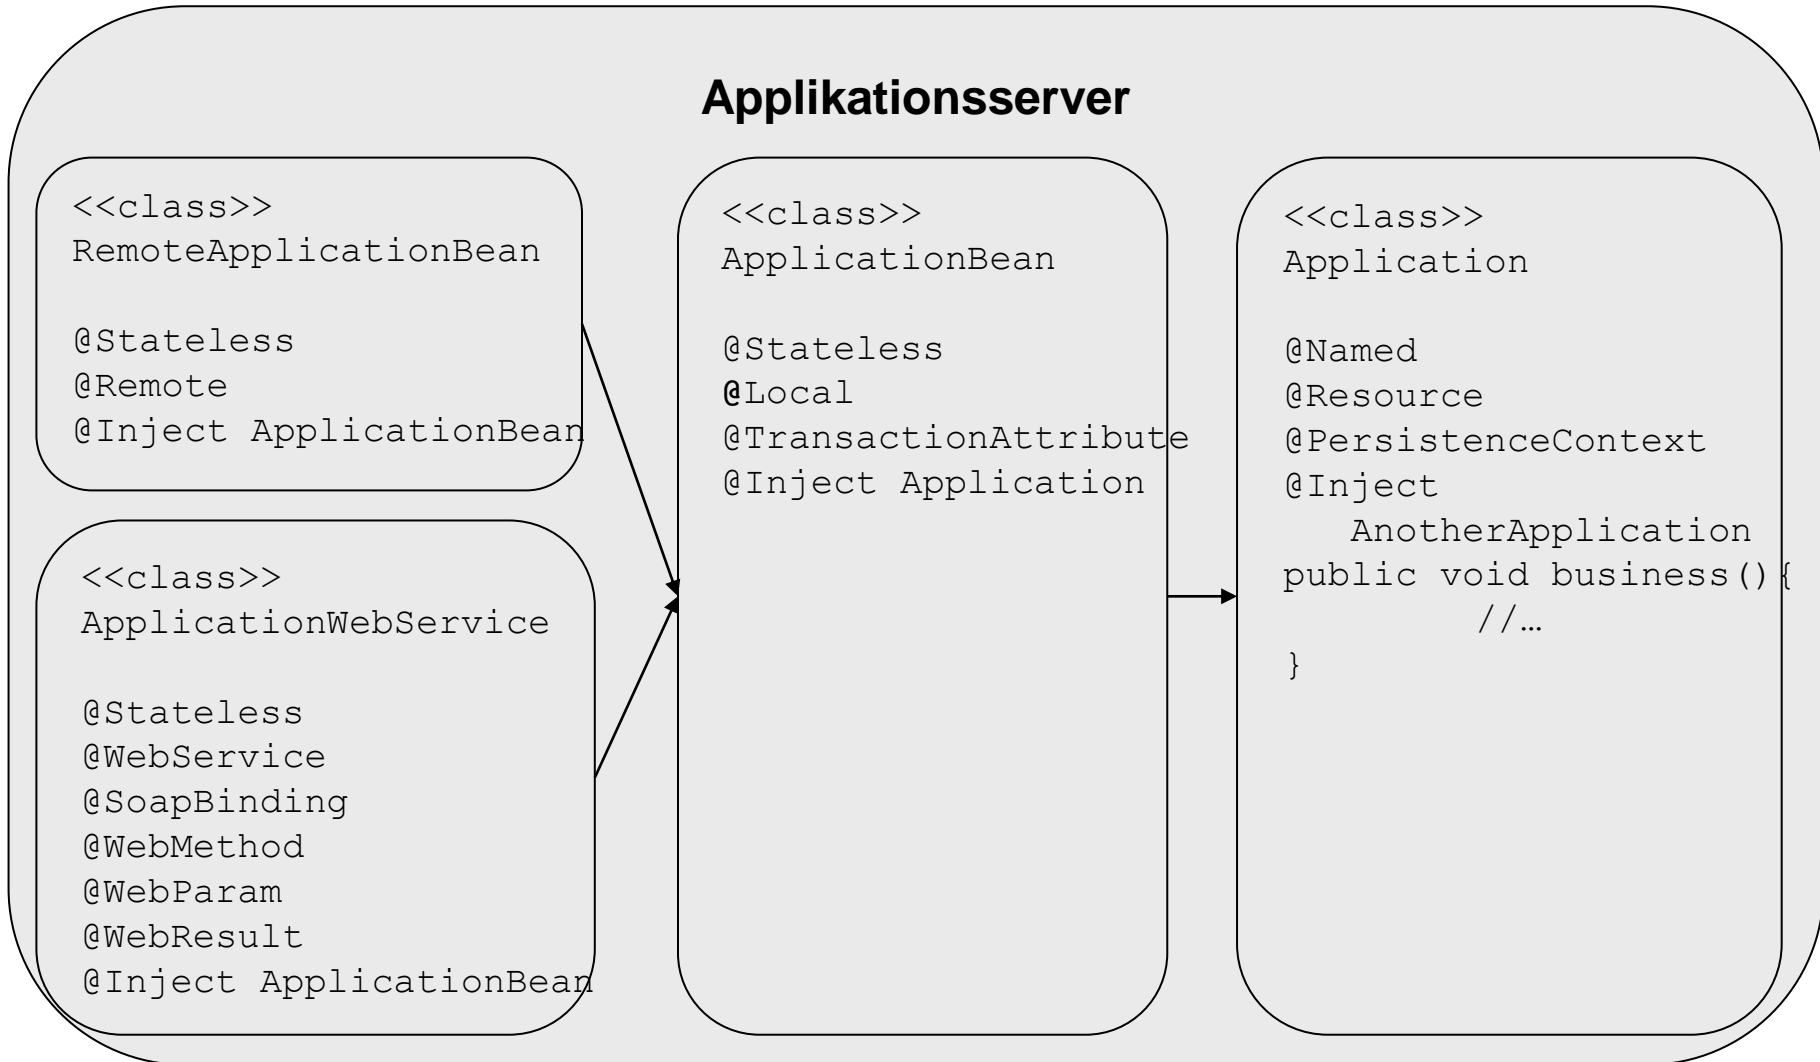 Applikationsserver
<<class>>
RemoteApplicationBean
@Stateless
@Remote
@Inject ApplicationBean
<<class>>
ApplicationWebService
@Stateless
@WebService
@SoapBinding
@WebMethod
@WebParam
@WebResult
@Inject ApplicationBean
<<class>>
ApplicationBean
@Stateless
@Local
@TransactionAttribute
@Inject Application
<<class>>
Application
@Named
@Resource
@PersistenceContext
@Inject
AnotherApplication
public void business(){
//…
}